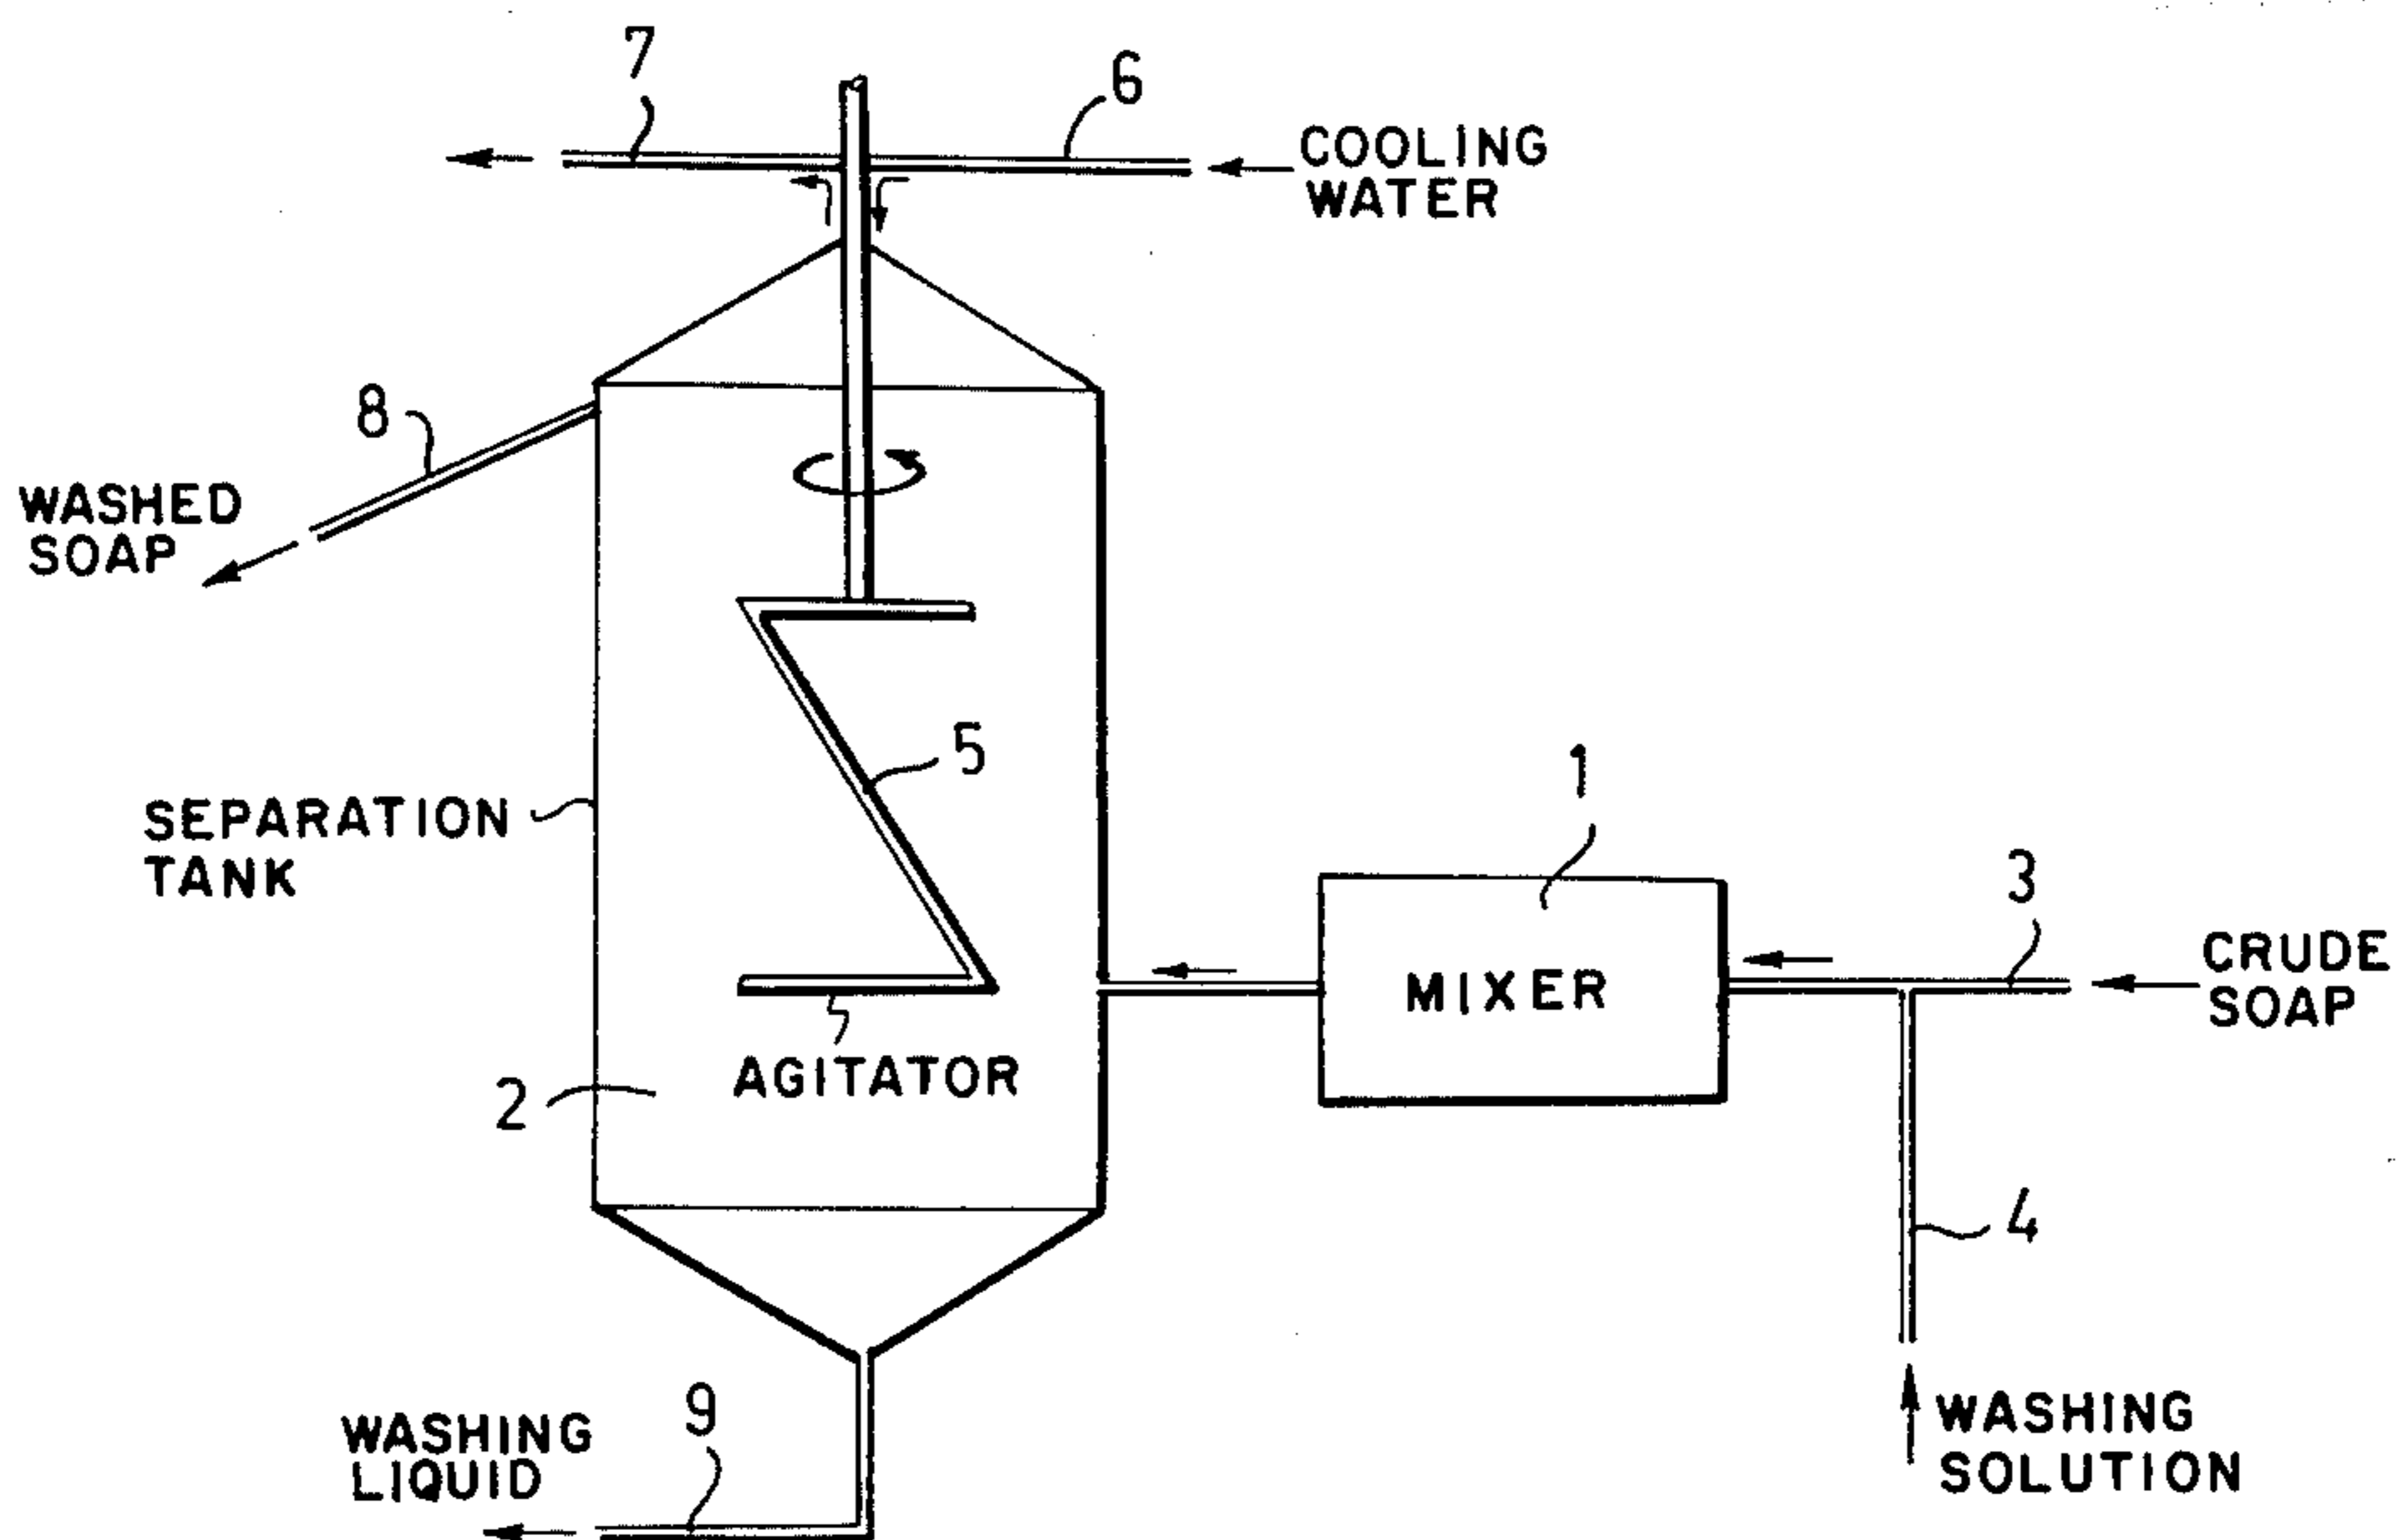 7
6
COOLING
WATER
8
WASHED
SOAP
5
1
SEPARATION
TANK
3
MIXER
CRUDE
SOAP
AGITATOR
2
4
9
WASHING
LIQUID
WASHING
SOLUTION